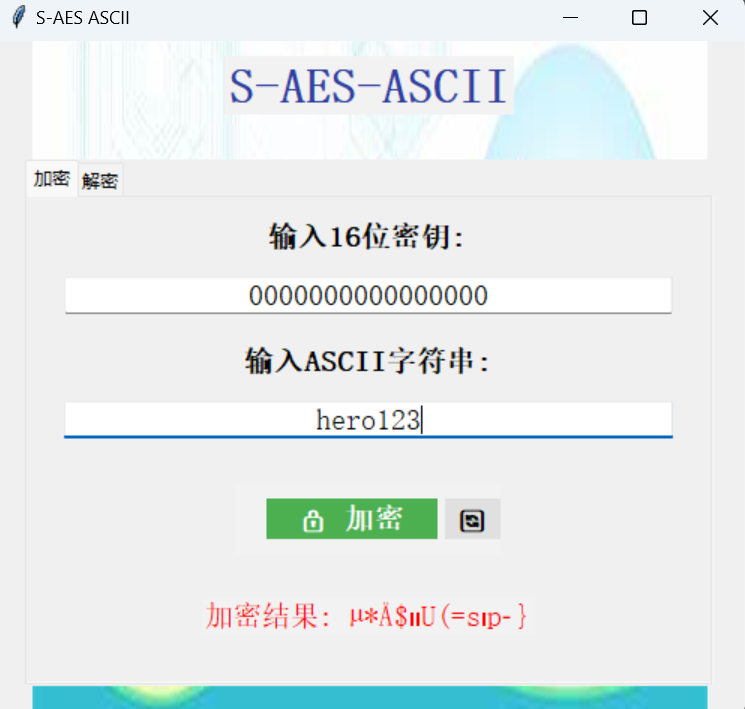 S-AES ASCII
S-AES-ASCII
加密 解密
输入16位密钥:
0000000000000000
输入ASCII字符串:
hero123
加密
加密结果: µ*Ä$ııU(=sıp-}